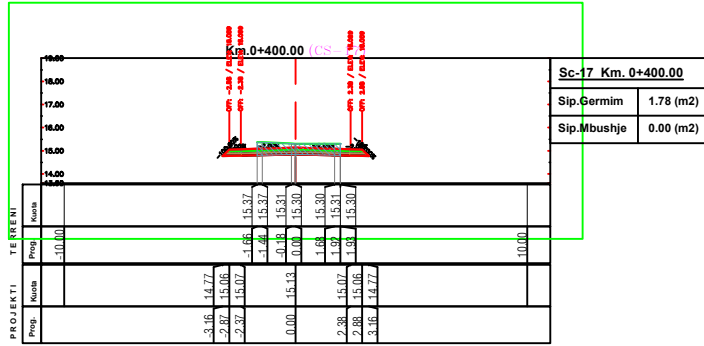 Km.0+400.00 (CS-17)
19.00
18.00
17.00
16.00
15.00
14.00
Sc-17 Km. 0+400.00
Sip.Germim 1.78 (m2)
Sip.Mbushje 0.00 (m2)
TERRENI
Kuota 15.37 15.37 15.31 15.30 15.30 15.31 15.30
Prog. -10.00 -1.66 -1.44 -0.18 0.00 1.68 1.92 1.93 10.00
PROJEKTI
Kuota 14.77 15.06 15.07 15.13 15.07 15.06 14.77
Prog. -3.16 -2.87 -2.37 0.00 2.38 2.88 3.16